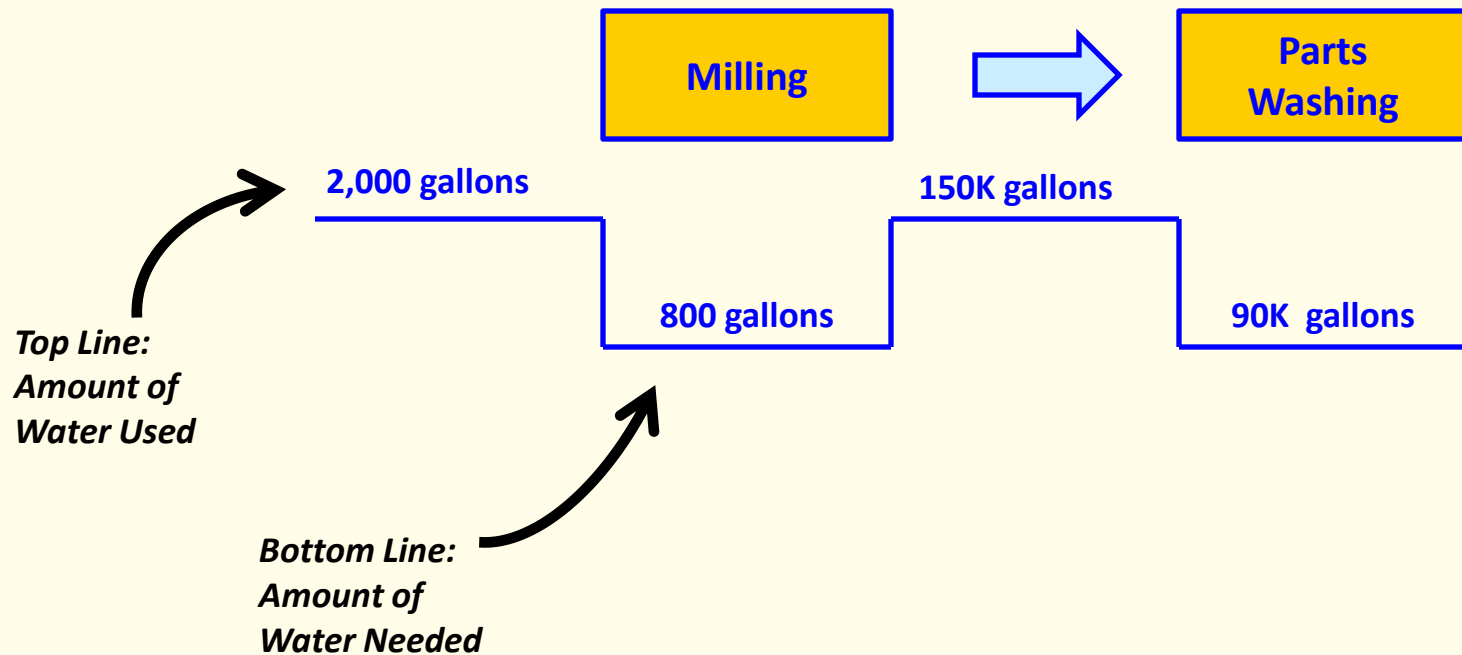 Milling
Parts
Washing
2,000 gallons
150K gallons
800 gallons
90K  gallons
Top Line:
Amount of
Water Used
Bottom Line:
Amount of
Water Needed